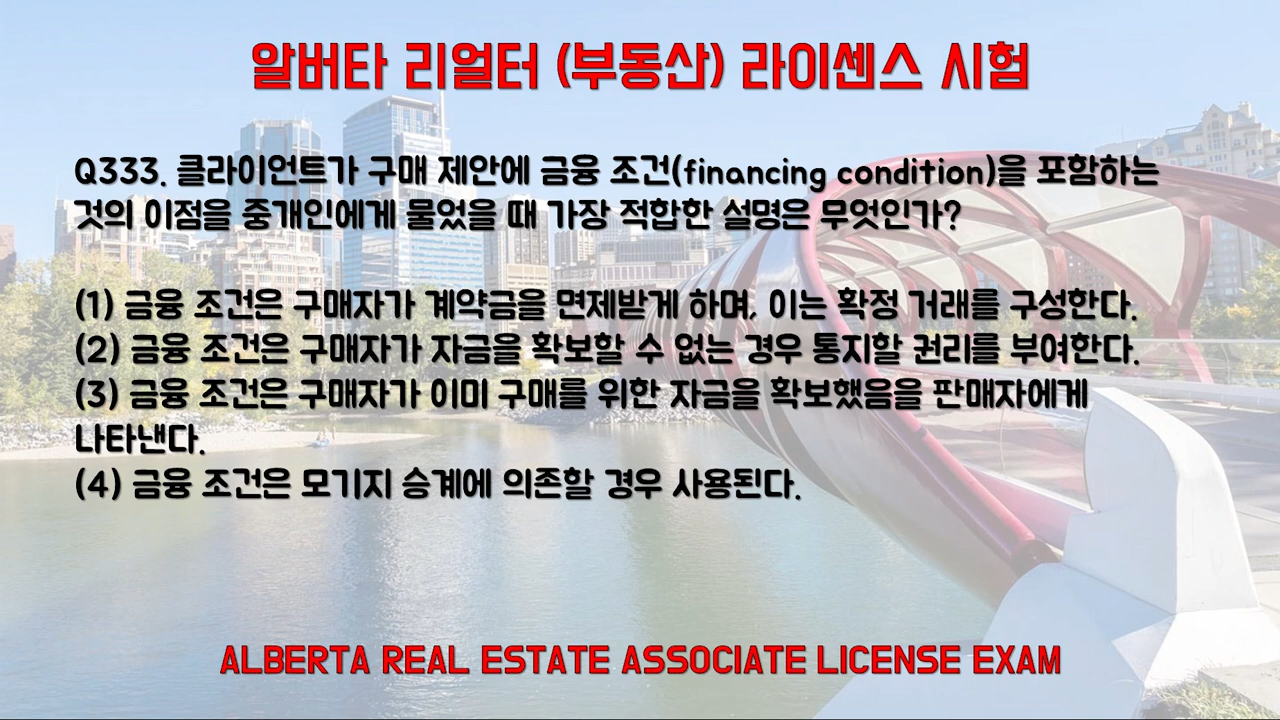 알버타 리얼터 (부동산) 라이센스 시험
Q333. 클라이언트가 구매 제안에 금융 조건(financing condition)을 포함하는
것의 이점을 중개인에게 물었을 때 가장 적합한 설명은 무엇인가?
(1) 금융 조건은 구매자가 계약금을 면제받게 하며, 이는 확정 거래를 구성한다.
(2) 금융 조건은 구매자가 자금을 확보할 수 없는 경우 통지할 권리를 부여한다.
(3) 금융 조건은 구매자가 이미 구매를 위한 자금을 확보했음을 판매자에게
나타낸다.
(4) 금융 조건은 모기지 승계에 의존할 경우 사용된다.
ALBERTA REAL ESTATE ASSOCIATE LICENSE EXAM